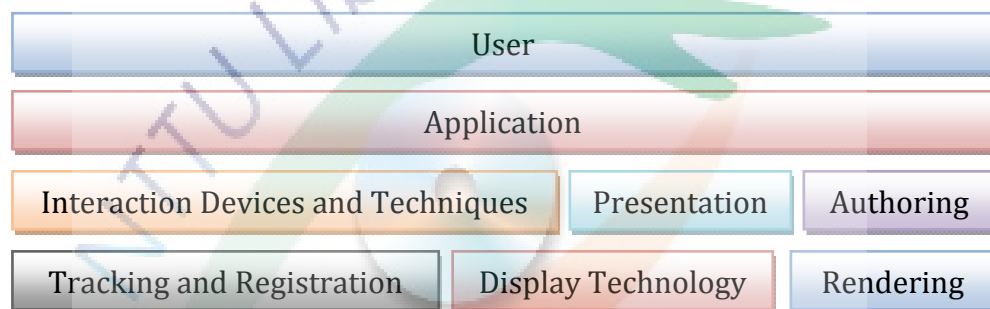 User
Application
Interaction Devices and Techniques Presentation Authoring
Tracking and Registration Display Technology Rendering